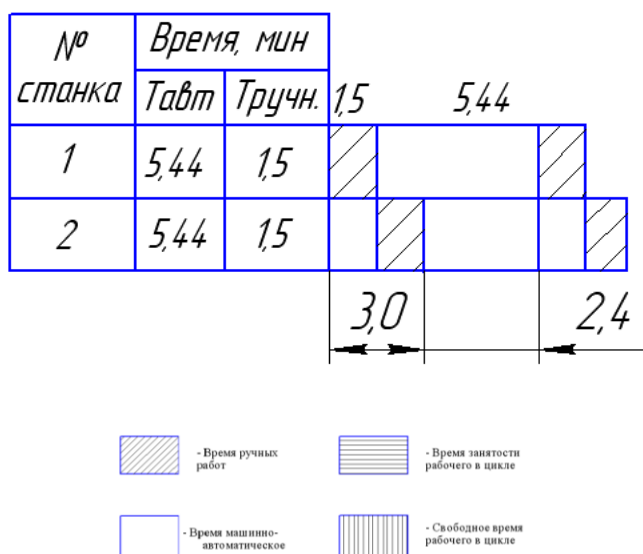 № станка
Время, мин
Тавт
Тручн.
1,5
5,44
1
5,44
1,5
2
5,44
1,5
3,0
2,4
- Время ручных
работ
- Время занятости
рабочего в цикле
- Время машинно-
автоматическое
- Свободное время
рабочего в цикле